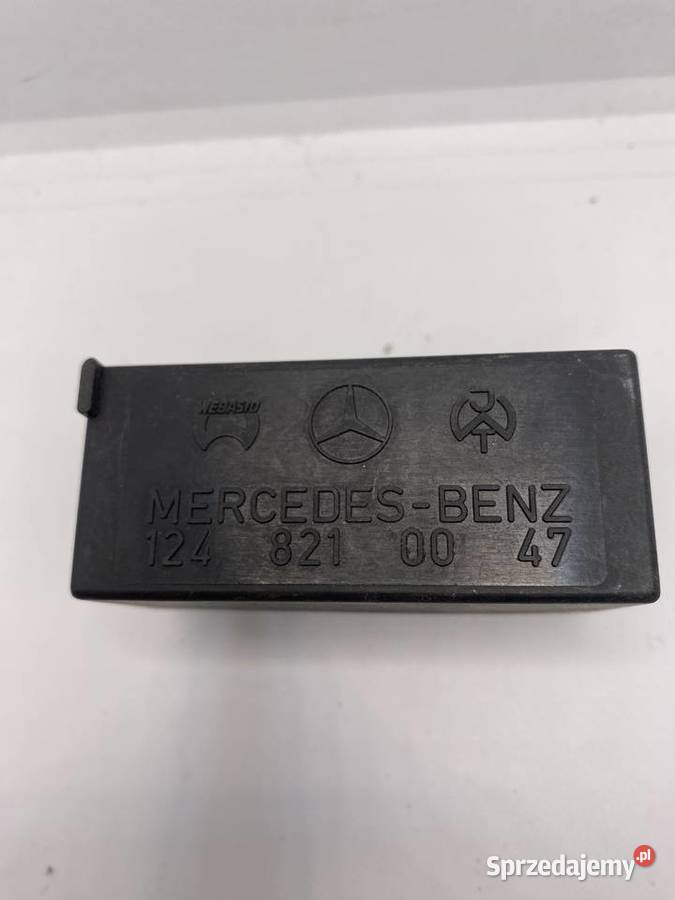 WEBASTO
MERCEDES-BENZ
124 821 00 47
Sprzedajemy.pl